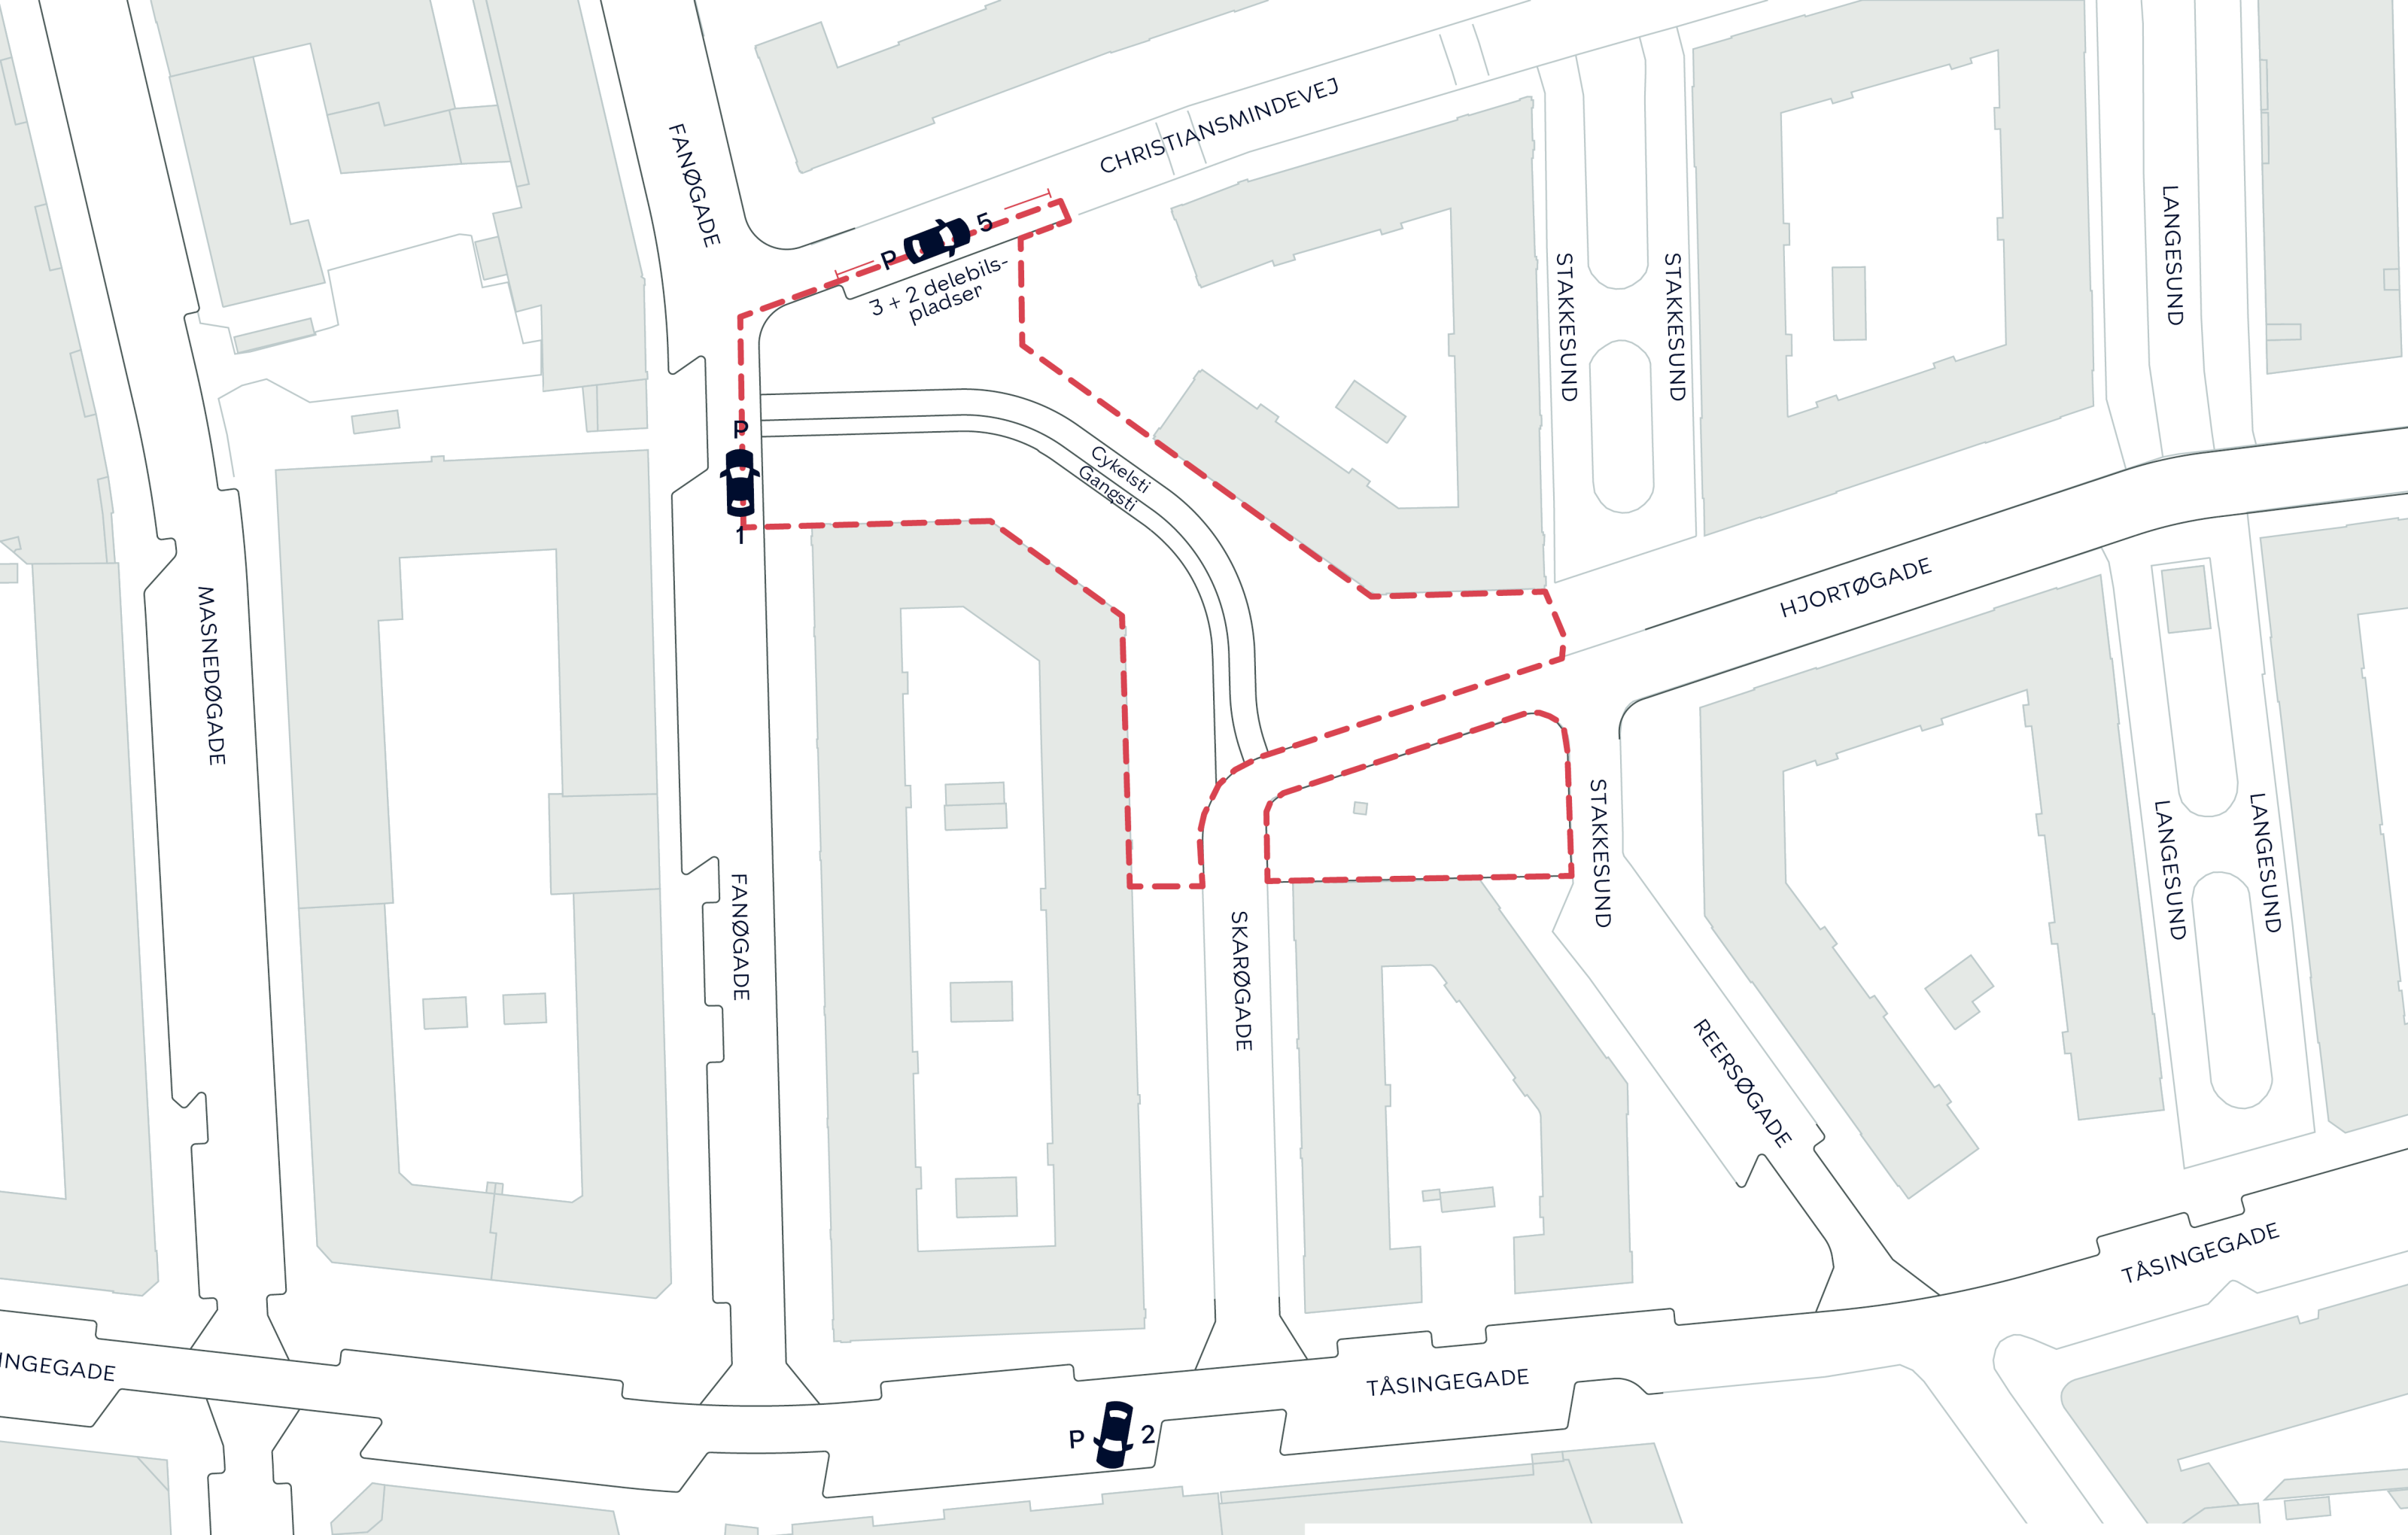 FANØGADE
CHRISTIANSMINDEVEJ
LANGESUND
P
5
3 + 2 delebils-
pladser
STAKKESUND
STAKKESUND
P
1
Cykelsti
Gangsti
HJORTØGADE
MASNEDØGADE
STAKKESUND
LANGESUND
LANGESUND
FANØGADE
SKARØGADE
REERSØGADE
TÅSINGEGADE
INGEGADE
TÅSINGEGADE
P
2